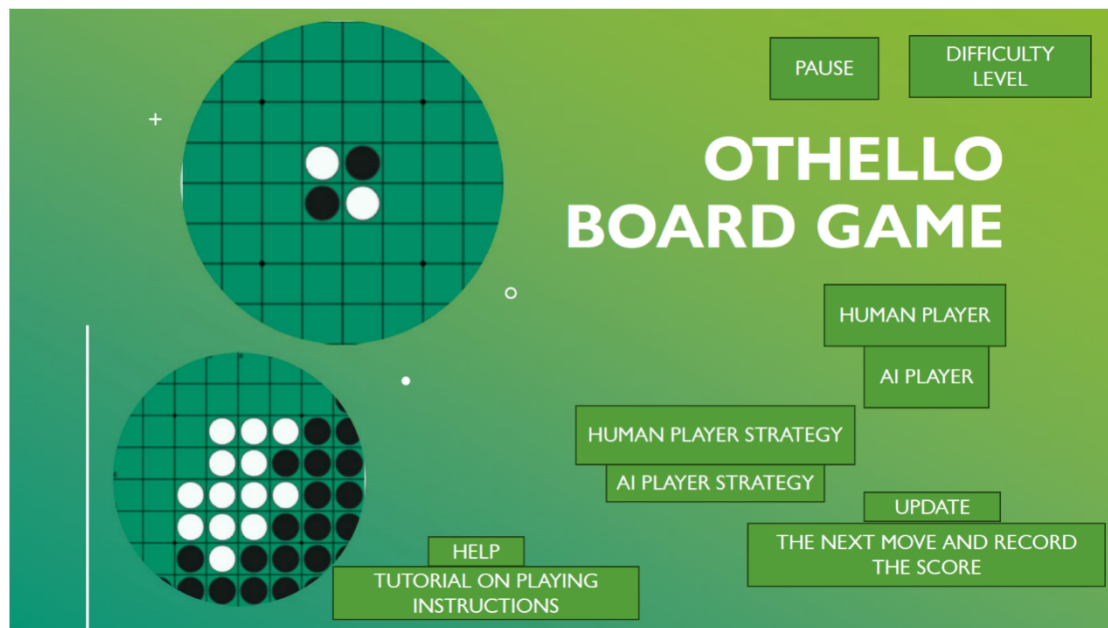 PAUSE
DIFFICULTY
LEVEL
OTHELLO
BOARD GAME
HUMAN PLAYER
AI PLAYER
HUMAN PLAYER STRATEGY
AI PLAYER STRATEGY
UPDATE
THE NEXT MOVE AND RECORD
THE SCORE
HELP
TUTORIAL ON PLAYING
INSTRUCTIONS